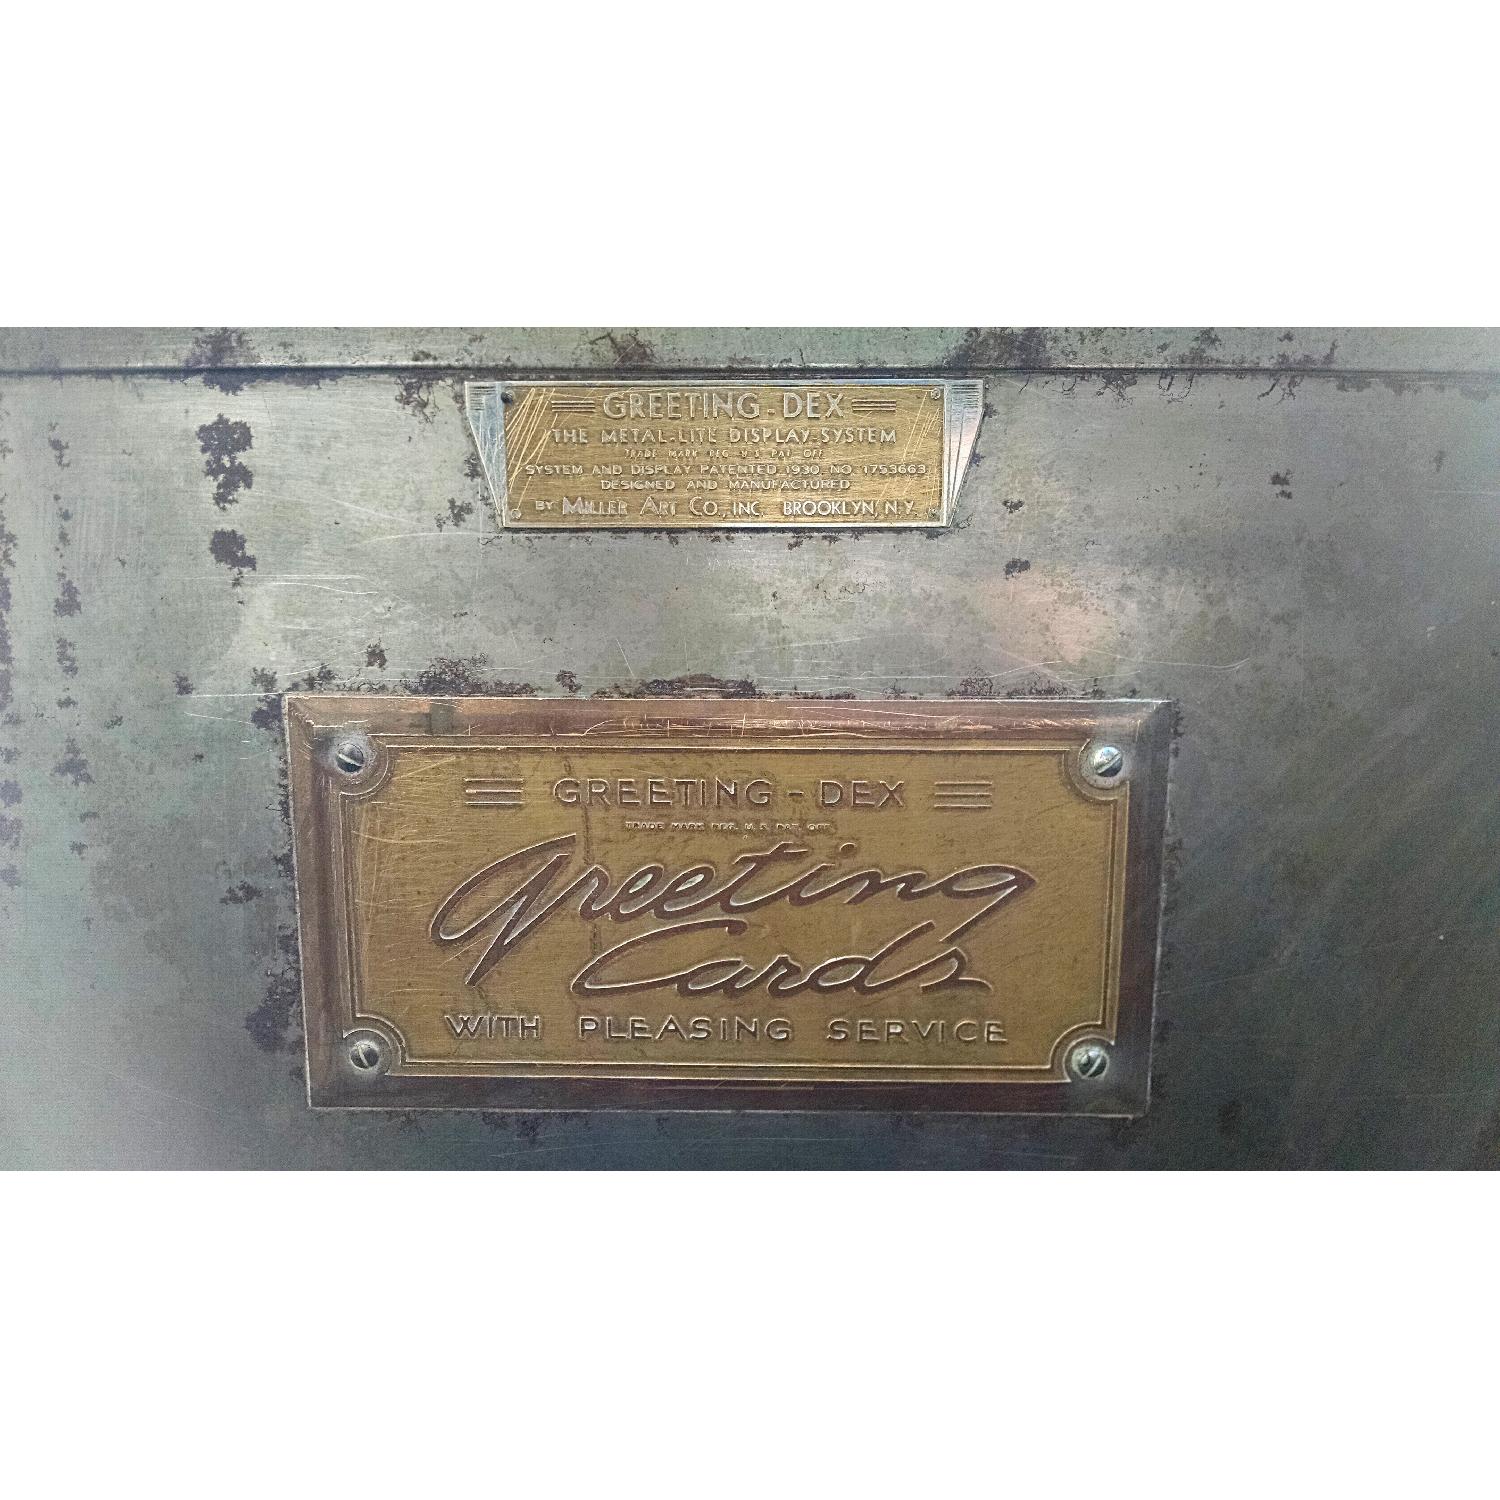 GREETING-DEX
THE METAL-LITE DISPLAY SYSTEM
TRADE MARK REG. U.S. PAT. OFF.
SYSTEM AND DISPLAY PATENTED 1930. NO. 1753663
DESIGNED AND MANUFACTURED
BY MILLER ART CO., INC. BROOKLYN, N.Y.
GREETING-DEX
TRADE MARK REG. U.S. PAT. OFF.
Greeting
Cards
WITH PLEASING SERVICE